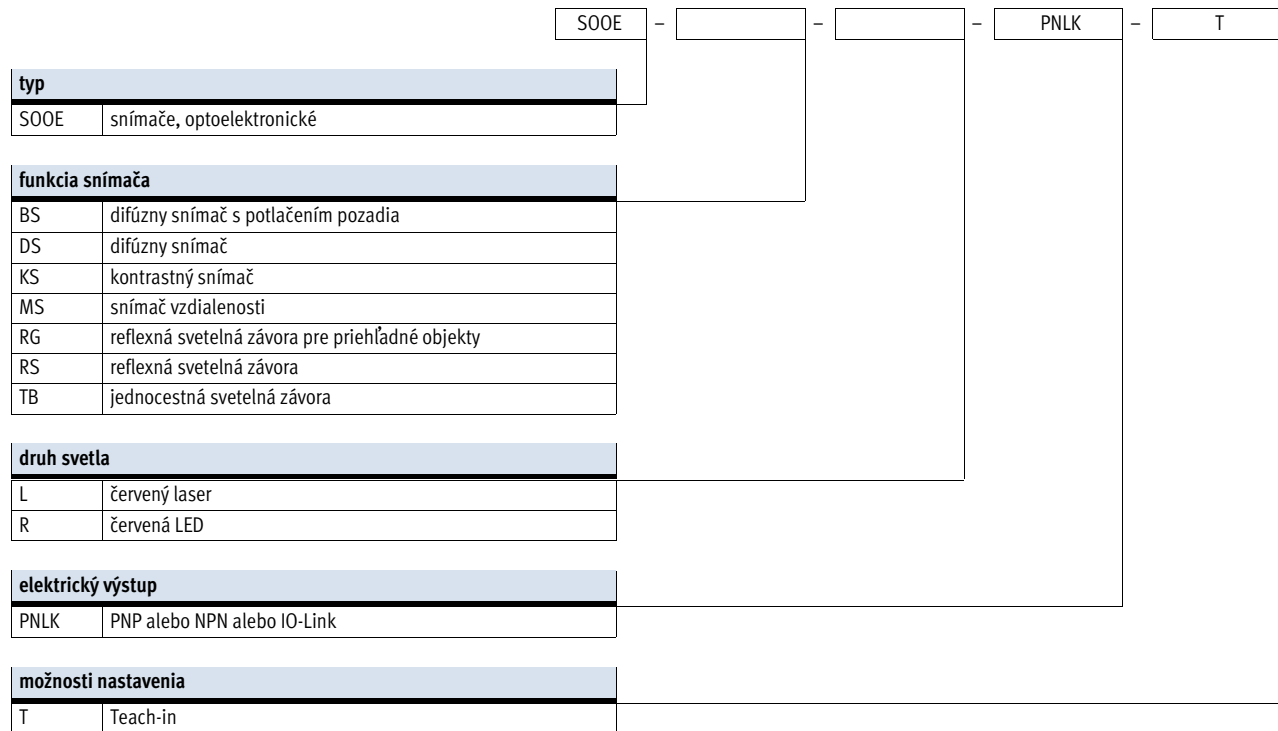 SOOE – – – PNLK – T
typ
SOOE snímače, optoelektronické
funkcia snímača
BS difúzny snímač s potlačením pozadia
DS difúzny snímač
KS kontrastný snímač
MS snímač vzdialenosti
RG reflexná svetelná závora pre priehľadné objekty
RS reflexná svetelná závora
TB jednocestná svetelná závora
druh svetla
L červený laser
R červená LED
elektrický výstup
PNLK PNP alebo NPN alebo IO-Link
možnosti nastavenia
T Teach-in